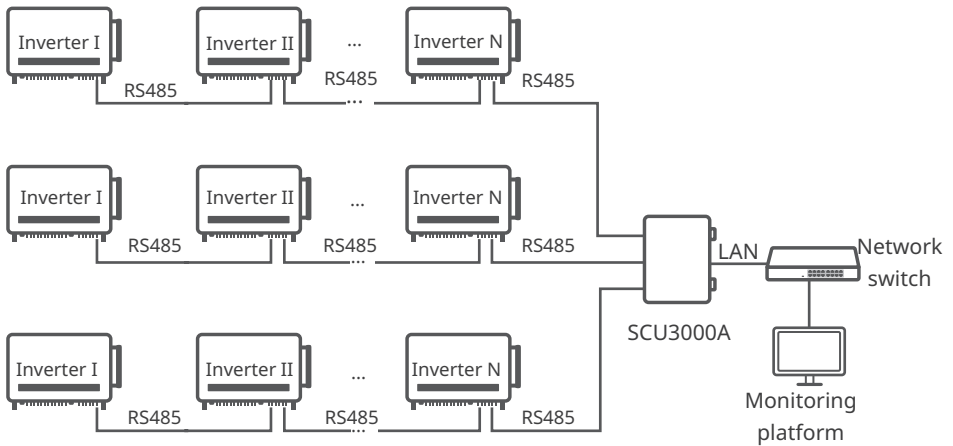 Inverter I
Inverter II
...
Inverter N
RS485
RS485
...
RS485
Inverter I
Inverter II
...
Inverter N
RS485
RS485
...
RS485
LAN
Network
switch
SCU3000A
Inverter I
Inverter II
...
Inverter N
RS485
RS485
...
RS485
Monitoring
platform